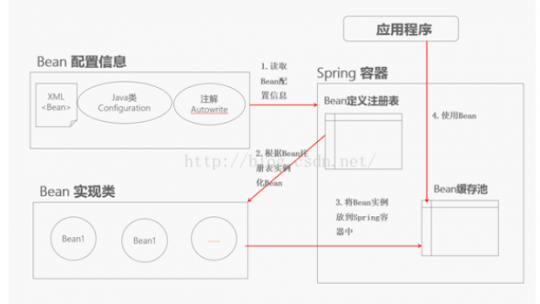 应用程序
Bean 配置信息
1.读取
Bean配
置信息
Spring 容器
XML
<Bean>
Java类
Configuration
注解
Autowrite
Bean定义注册表
4.使用Bean
http://blog.csdn.net/
2.根据Bean注
册表实例
化Bean
Bean 实现类
3.将Bean实例
放到Spring容
器中
Bean缓存池
Bean1
Bean1
......